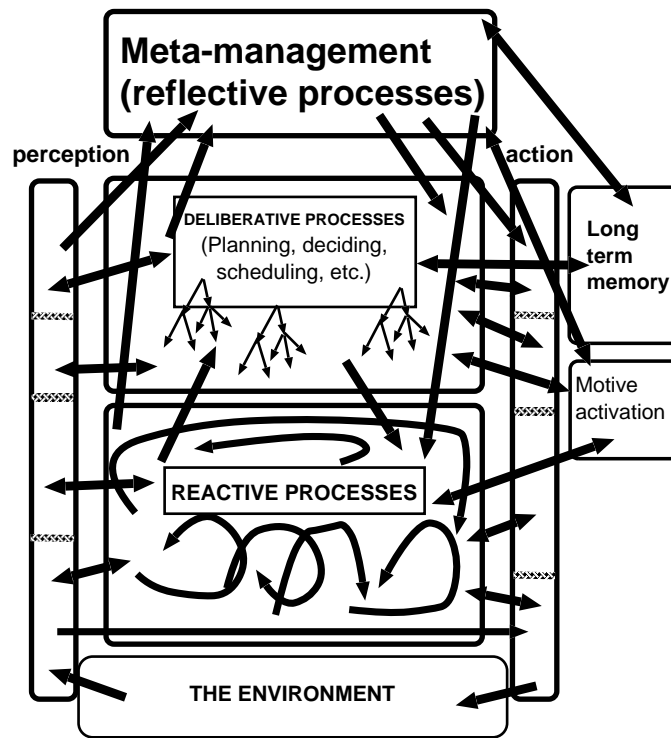 Meta-management
(reflective processes)
perception
action
DELIBERATIVE PROCESSES
(Planning, deciding,
scheduling, etc.)
Long
term
memory
Motive
activation
REACTIVE PROCESSES
THE ENVIRONMENT